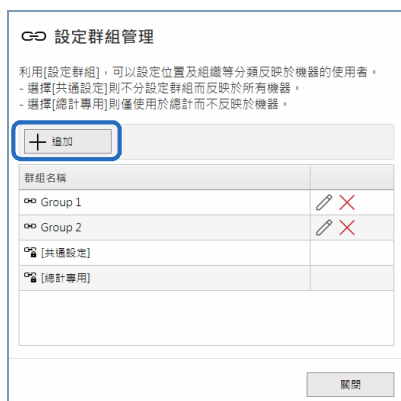 設定群組管理
利用[設定群組]，可以設定位置及組織等分類反映於機器的使用者。
- 選擇[共通設定]則不分設定群組而反映於所有機器。
- 選擇[總計專用]則僅使用於總計而不反映於機器。
追加
群組名稱
Group 1
Group 2
[共通設定]
[總計專用]
關閉